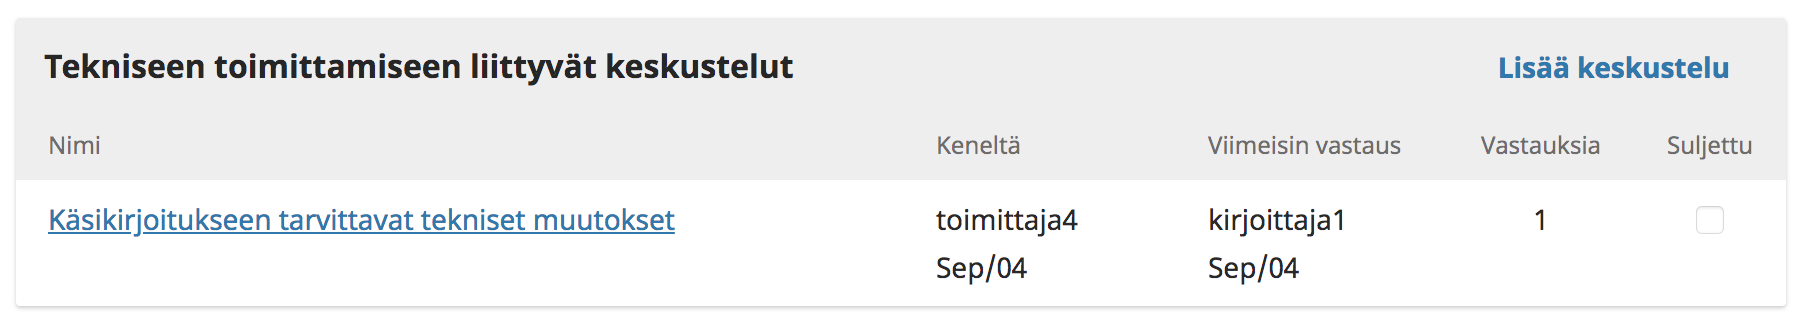 Tekniseen toimittamiseen liittyvät keskustelut Lisää keskustelu
Nimi Keneltä Viimeisin vastaus Vastauksia Suljettu
Käsikirjoitukseen tarvittavat tekniset muutokset toimittaja4 kirjoittaja1 1
Sep/04 Sep/04